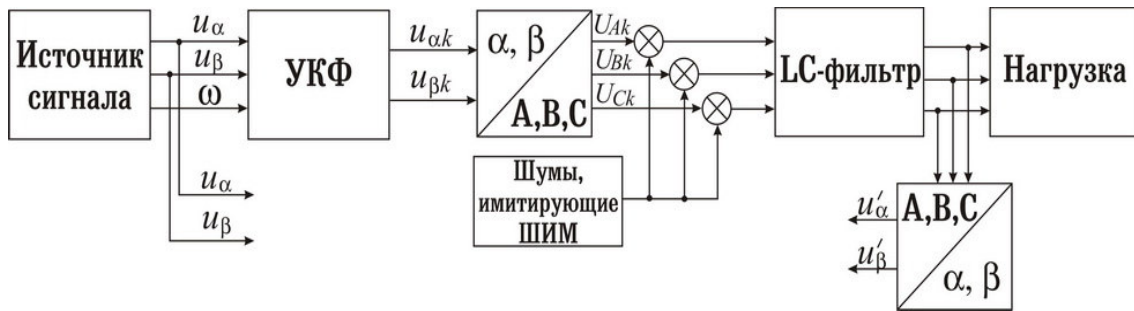 Источник
сигнала
uα
uβ
ω
УКФ
uαk
uβk
α, β
A,B,C
UAk
UBk
UCk
LC-фильтр
Нагрузка
uα
uβ
Шумы,
имитирующие
ШИМ
u′α
u′β
A,B,C
α, β